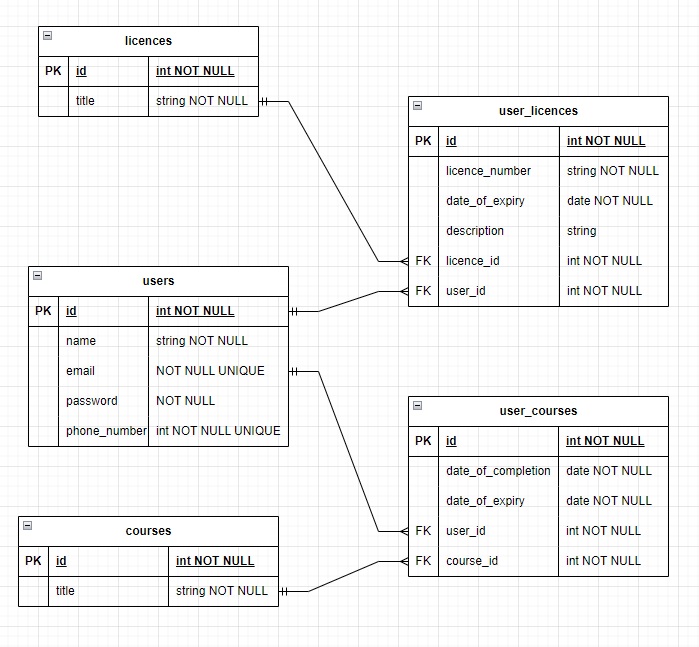 licences
PK id int NOT NULL
title string NOT NULL
user_licences
PK id int NOT NULL
licence_number string NOT NULL
date_of_expiry date NOT NULL
description string
FK licence_id int NOT NULL
FK user_id int NOT NULL
users
PK id int NOT NULL
name string NOT NULL
email NOT NULL UNIQUE
password NOT NULL
phone_number int NOT NULL UNIQUE
user_courses
PK id int NOT NULL
date_of_completion date NOT NULL
date_of_expiry date NOT NULL
FK user_id int NOT NULL
FK course_id int NOT NULL
courses
PK id int NOT NULL
title string NOT NULL